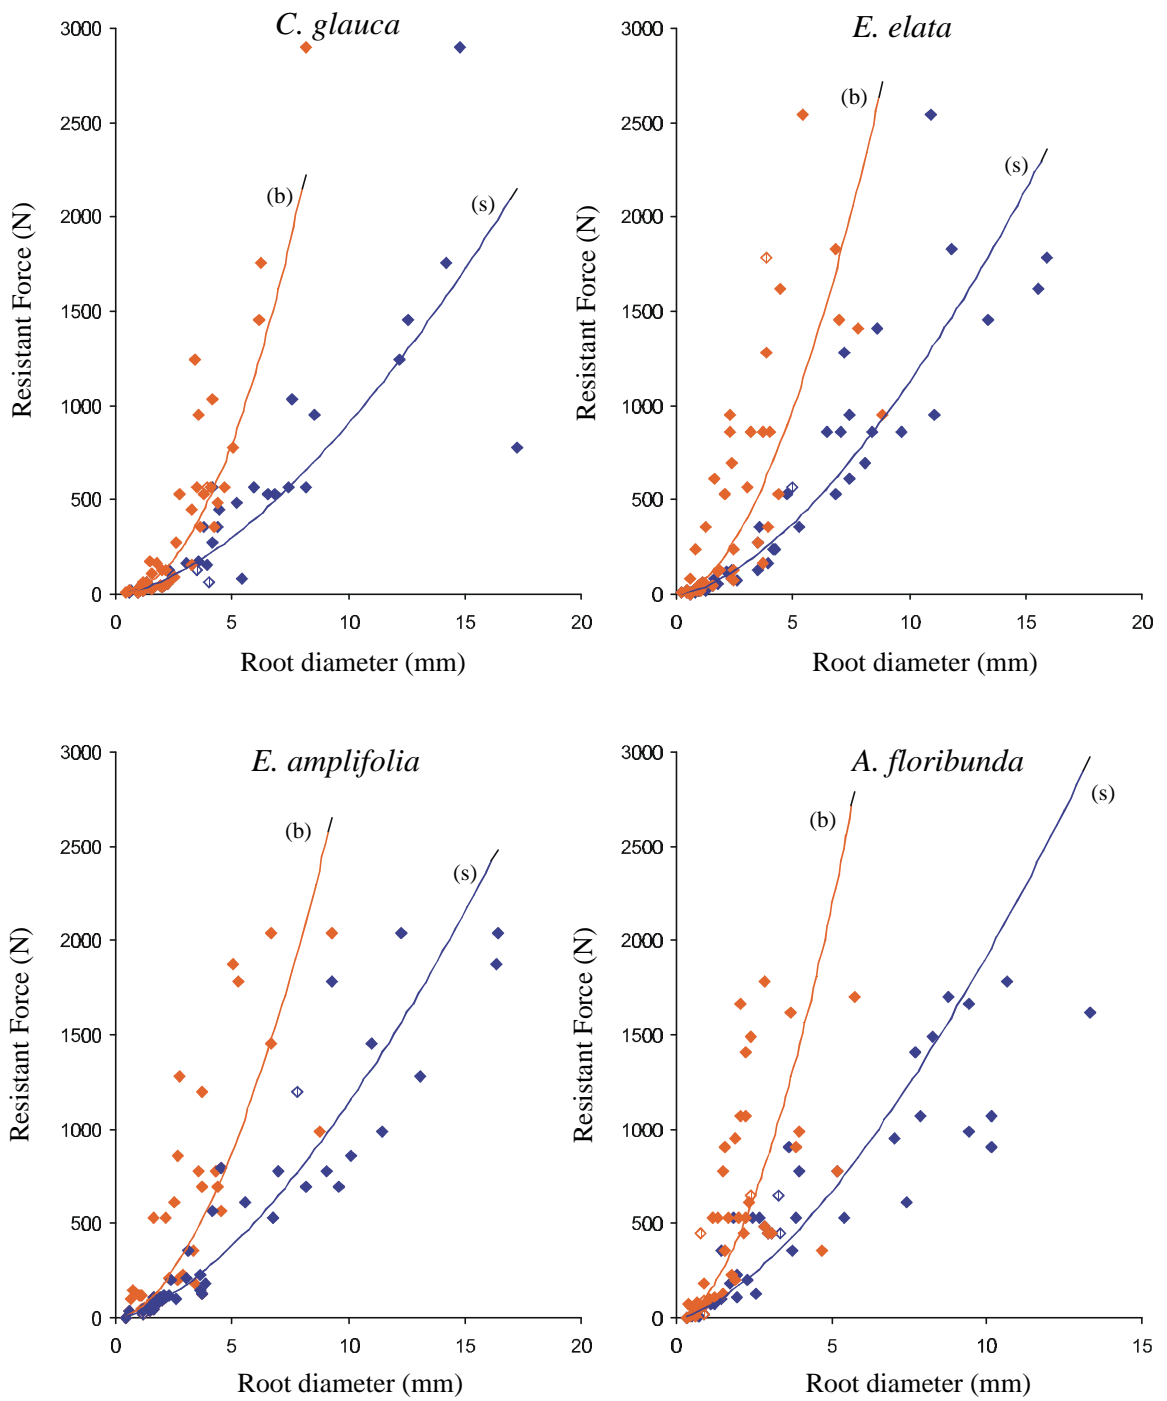 C. glauca
3000
2500
2000
1500
1000
500
0
0 5 10 15 20
Resistant Force (N)
Root diameter (mm)
(b)
(s)
E. elata
3000
2500
2000
1500
1000
500
0
0 5 10 15 20
Resistant Force (N)
Root diameter (mm)
(b)
(s)
E. amplifolia
3000
2500
2000
1500
1000
500
0
0 5 10 15 20
Resistant Force (N)
Root diameter (mm)
(b)
(s)
A. floribunda
3000
2500
2000
1500
1000
500
0
0 5 10 15
Resistant Force (N)
Root diameter (mm)
(b)
(s)